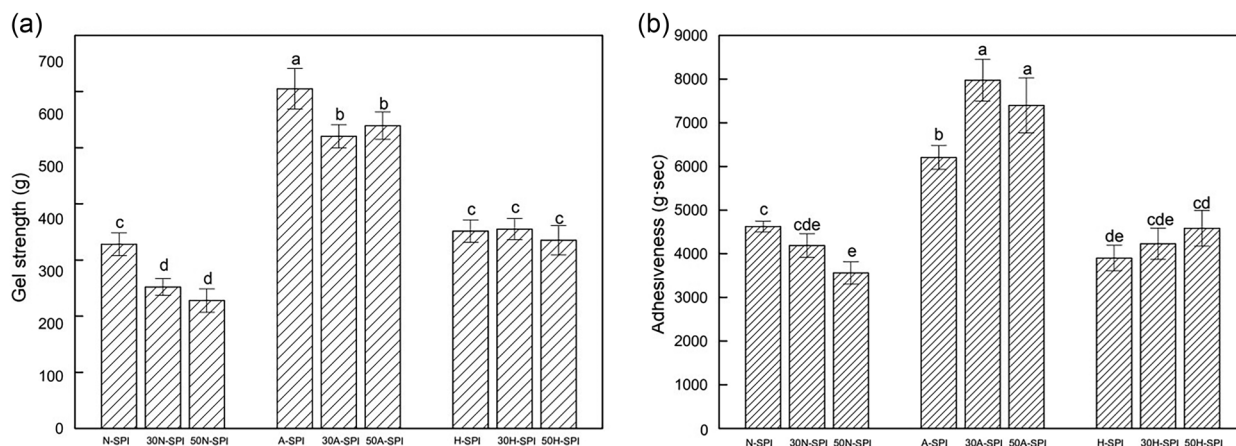 (a)
Gel strength (g)
700
600
500
400
300
200
100
0
a
b
b
c
d
d
c
c
c
N-SPI 30N-SPI 50N-SPI A-SPI 30A-SPI 50A-SPI H-SPI 30H-SPI 50H-SPI
(b)
Adhesiveness (g·sec)
9000
8000
7000
6000
5000
4000
3000
2000
1000
0
a
a
b
c
cde
e
de
cde
cd
N-SPI 30N-SPI 50N-SPI A-SPI 30A-SPI 50A-SPI H-SPI 30H-SPI 50H-SPI